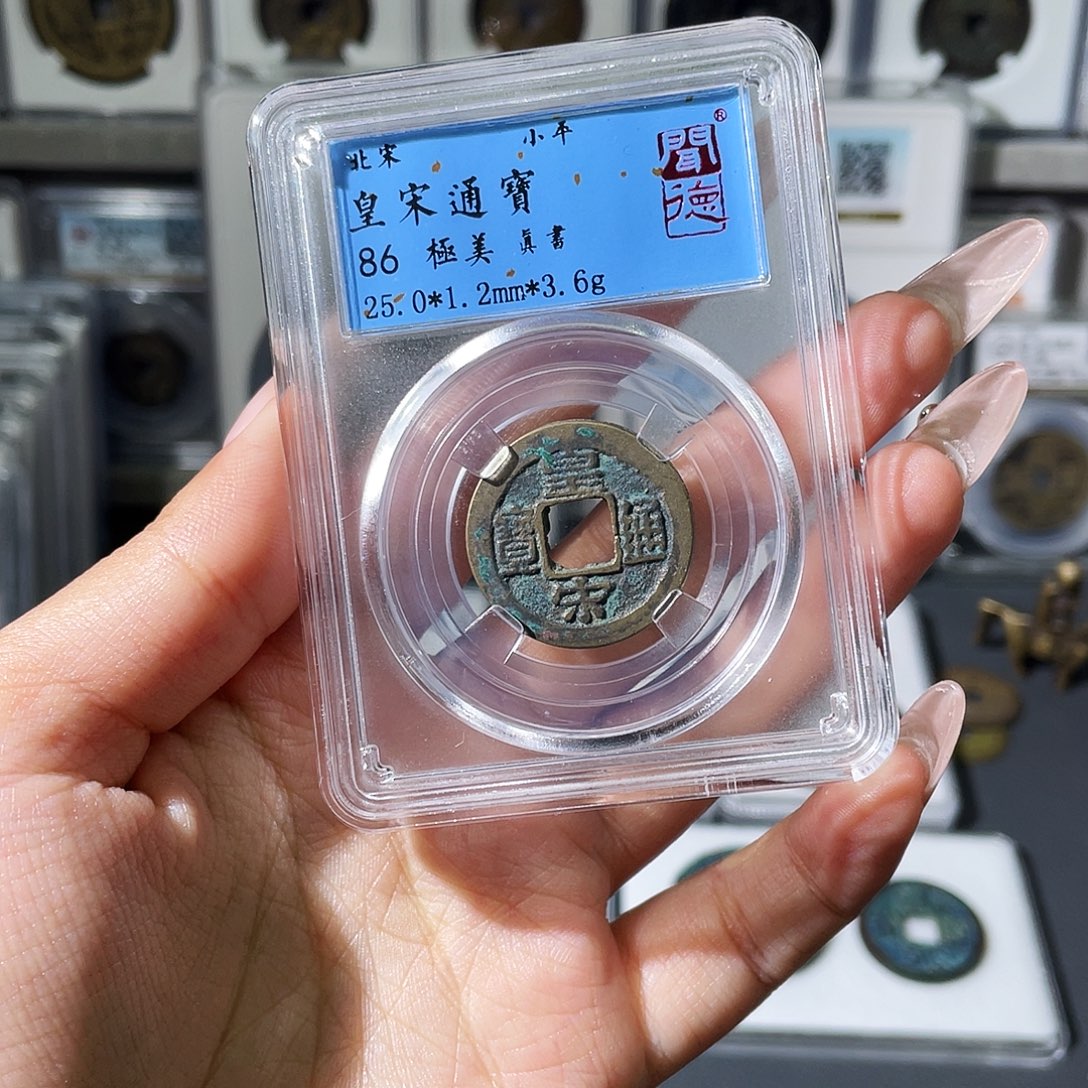 北宋 小平
皇宋通寶
86 極美 真書
25.0*1.2mm*3.6g
聞德®
皇宋通寶